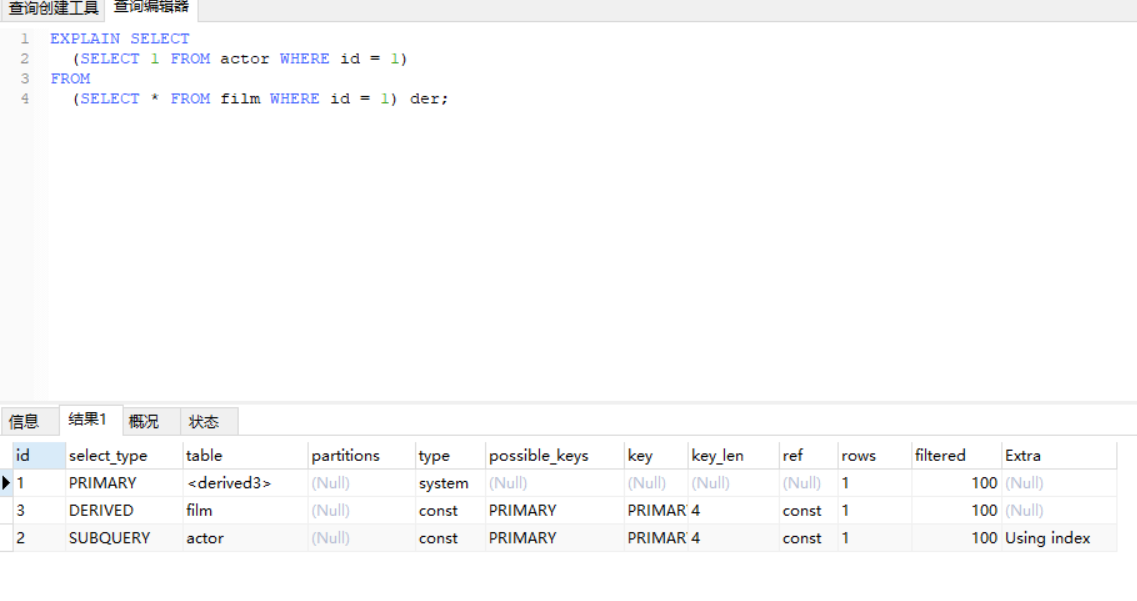 查询创建工具 查询编辑器
1 EXPLAIN SELECT
2 (SELECT 1 FROM actor WHERE id = 1)
3 FROM
4 (SELECT * FROM film WHERE id = 1) der;
信息 结果1 概况 状态
id select_type table partitions type possible_keys key key_len ref rows filtered Extra
1 PRIMARY <derived3> (Null) system (Null) (Null) (Null) (Null) 1 100 (Null)
3 DERIVED film (Null) const PRIMARY PRIMAR 4 const 1 100 (Null)
2 SUBQUERY actor (Null) const PRIMARY PRIMAR 4 const 1 100 Using index